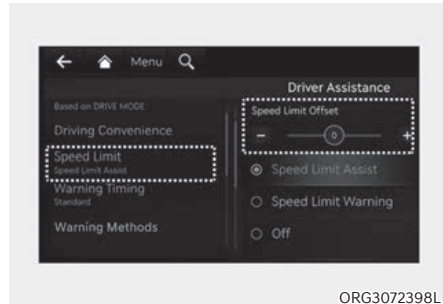 Menu
Driver Assistance
Based on DRIVE MODE
Driving Convenience
Speed Limit
Speed Limit Assist
Warning Timing
Standard
Warning Methods
Speed Limit Offset
- 0 +
Speed Limit Assist
Speed Limit Warning
Off
ORG3072398L